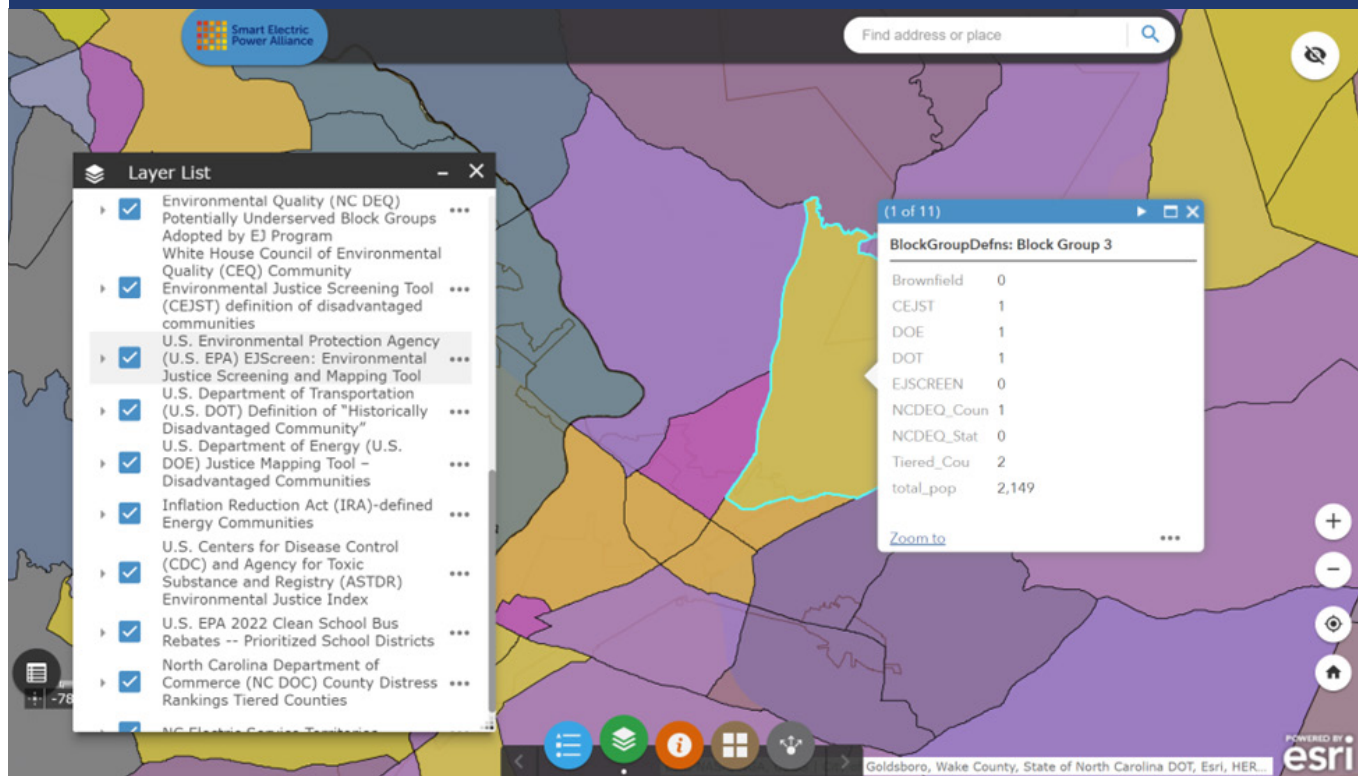 Smart Electric
Power Alliance
Find address or place
Layer List
Environmental Quality (NC DEQ)
Potentially Underserved Block Groups
Adopted by EJ Program
White House Council of Environmental
Quality (CEQ) Community
Environmental Justice Screening Tool
(CEJST) definition of disadvantaged
communities
U.S. Environmental Protection Agency
(U.S. EPA) EJScreen: Environmental
Justice Screening and Mapping Tool
U.S. Department of Transportation
(U.S. DOT) Definition of "Historically
Disadvantaged Community"
U.S. Department of Energy (U.S.
DOE) Justice Mapping Tool –
Disadvantaged Communities
Inflation Reduction Act (IRA)-defined
Energy Communities
U.S. Centers for Disease Control
(CDC) and Agency for Toxic
Substance and Registry (ASTDR)
Environmental Justice Index
U.S. EPA 2022 Clean School Bus
Rebates -- Prioritized School Districts
North Carolina Department of
Commerce (NC DOC) County Distress
Rankings Tiered Counties
NC Electric Service Territories
(1 of 11)
BlockGroupDefns: Block Group 3
Brownfield 0
CEJST 1
DOE 1
DOT 1
EJSCREEN 0
NCDEQ_Coun 1
NCDEQ_Stat 0
Tiered_Cou 2
total_pop 2,149
Zoom to
-78
Goldsboro, Wake County, State of North Carolina DOT, Esri, HER...
POWERED BY
esri